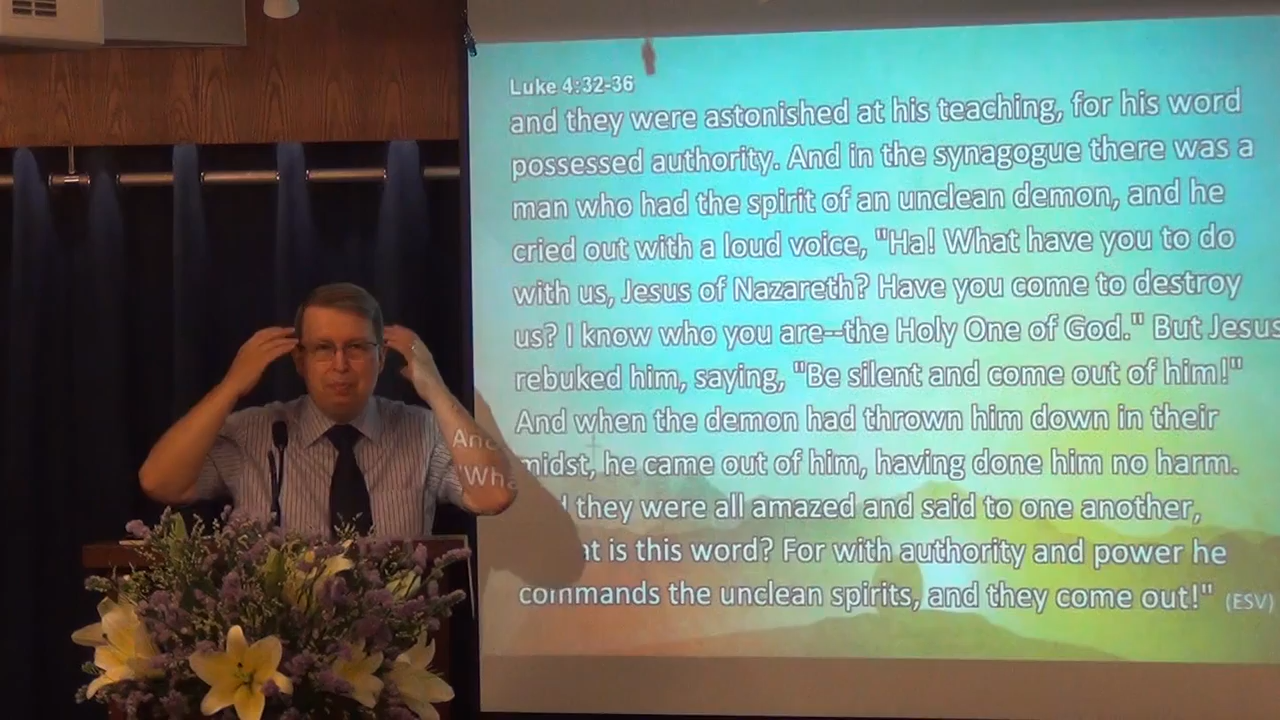 Luke 4:32-36
and they were astonished at his teaching, for his word
possessed authority. And in the synagogue there was a
man who had the spirit of an unclean demon, and he
cried out with a loud voice, "Ha! What have you to do
with us, Jesus of Nazareth? Have you come to destroy
us? I know who you are--the Holy One of God." But Jesus
rebuked him, saying, "Be silent and come out of him!"
And when the demon had thrown him down in their
midst, he came out of him, having done him no harm.
And they were all amazed and said to one another,
"What is this word? For with authority and power he
commands the unclean spirits, and they come out!" (ESV)